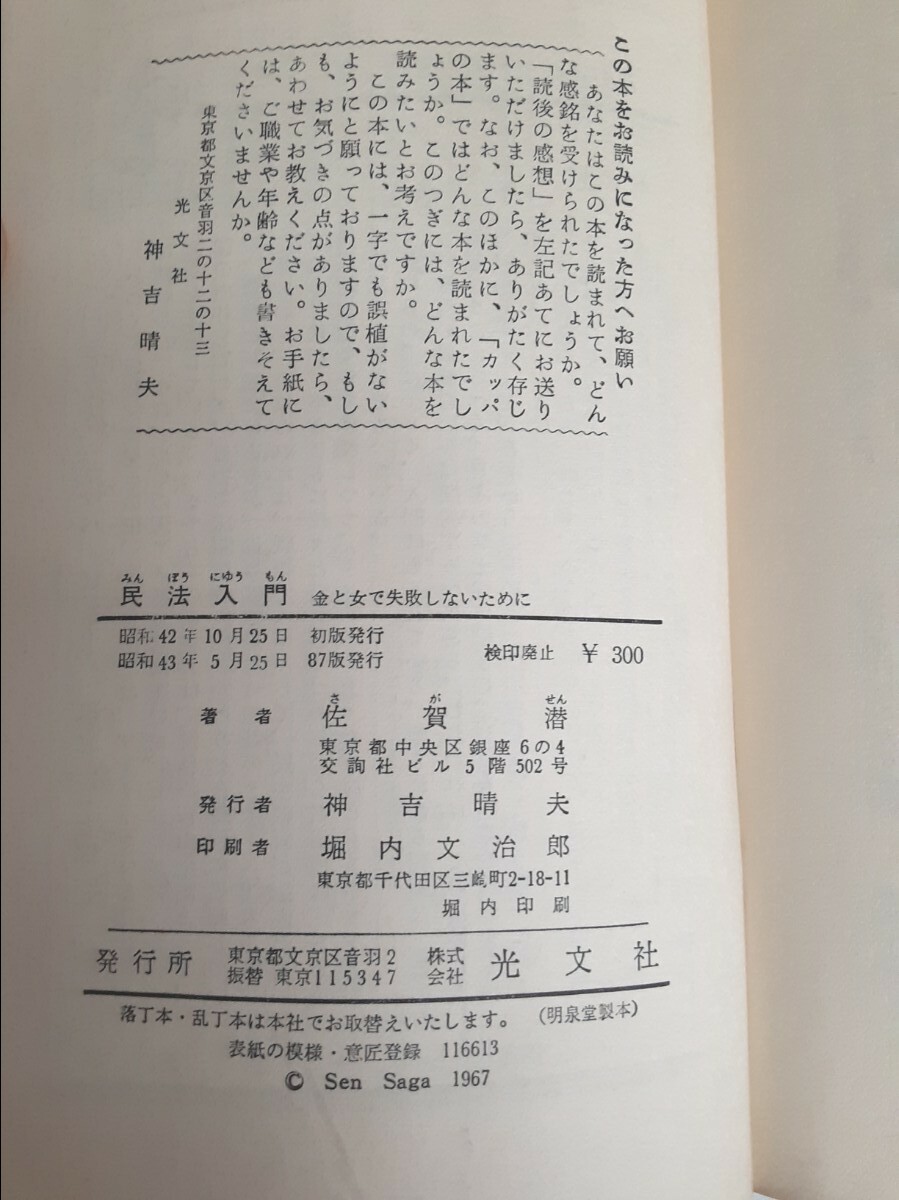 この本をお読みになった方へお願い
あなたはこの本を読まれて、どん
な感銘を受けられたでしょうか。
「読後の感想」を左記あてにお送り
いただけましたら、ありがたく存じ
ます。なお、このほかに、「カッパ
の本」ではどんな本を読まれたでし
ょうか。このつぎには、どんな本を
読みたいとお考えですか。
この本には、一字でも誤植がない
ようにと願っておりますので、もし
も、お気づきの点がありましたら、
あわせてお教えください。お手紙に
は、ご職業や年齢なども書きそえて
くださいませんか。
東京都文京区音羽二の十二の十三
光文社
神吉晴夫
みん ぽう にゆう もん
民法入門 金と女で失敗しないために
昭和42年10月25日 初版発行
昭和43年5月25日 87版発行
検印廃止 ¥300
さ が せん
著者 佐賀潜
東京都中央区銀座6の4
交詢社ビル5階502号
発行者 神吉晴夫
印刷者 堀内文治郎
東京都千代田区三崎町2-18-11
堀内印刷
発行所 東京都文京区音羽2 株式会社 光文社
振替 東京115347
落丁本・乱丁本は本社でお取替えいたします。(明泉堂製本)
表紙の模様・意匠登録 116613
© Sen Saga 1967